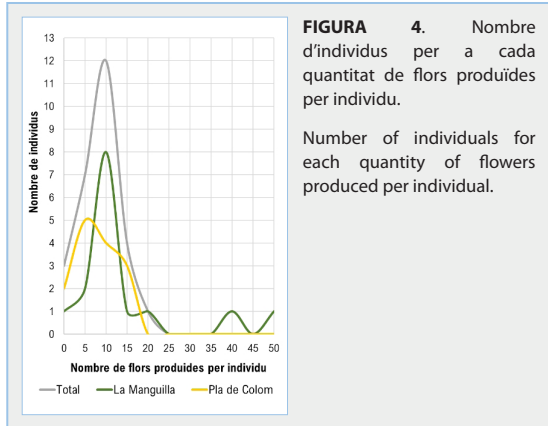 13
12
11
10
9
8
7
6
5
4
3
2
1
0
Nombre de individus
0 5 10 15 20 25 30 35 40 45 50
Nombre de flors produides per individu
Total La Manguilla Pla de Colom
FIGURA 4. Nombre
d’individus per a cada
quantitat de flors produïdes
per individu.
Number of individuals for
each quantity of flowers
produced per individual.